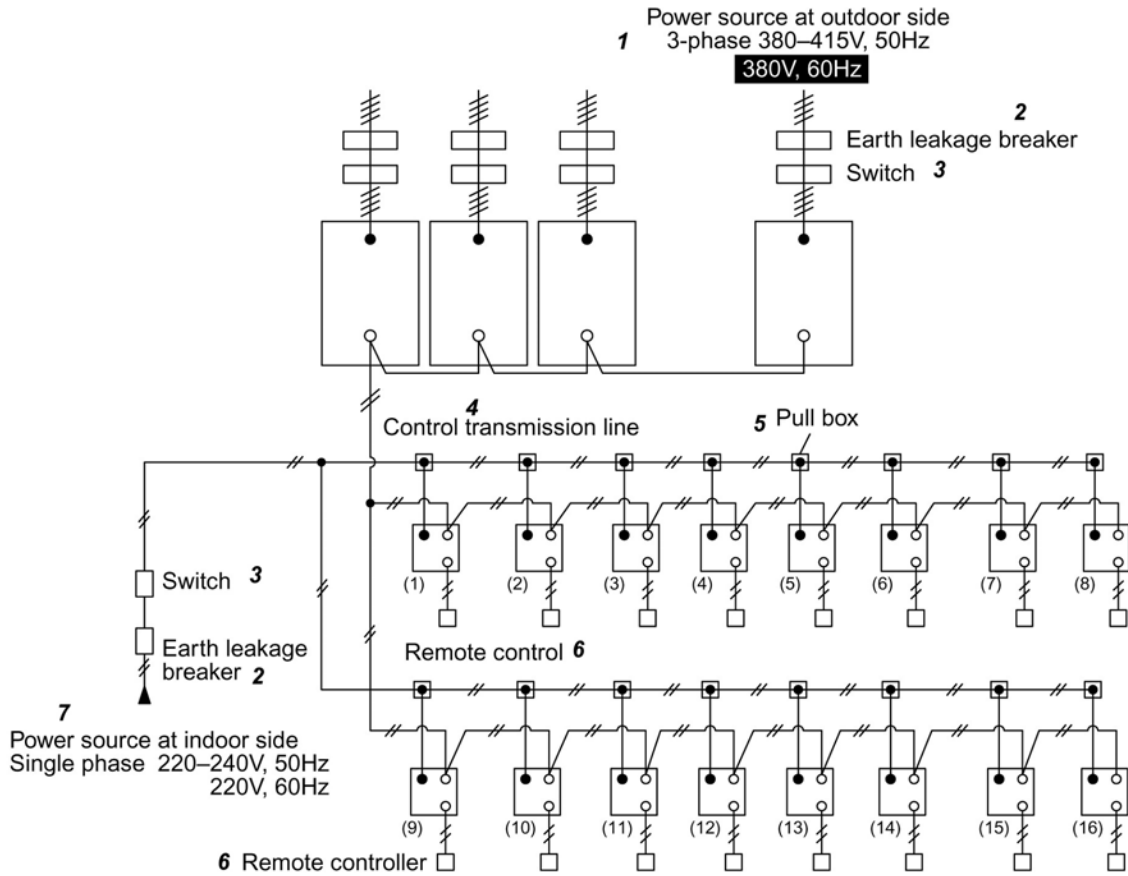 Power source at outdoor side
1 3-phase 380–415V, 50Hz
380V, 60Hz
2
Earth leakage breaker
Switch 3
4
Control transmission line
5 Pull box
Switch 3
Earth leakage
breaker 2
(1) (2) (3) (4) (5) (6) (7) (8)
Remote control 6
7
Power source at indoor side
Single phase 220–240V, 50Hz
220V, 60Hz
(9) (10) (11) (12) (13) (14) (15) (16)
6 Remote controller